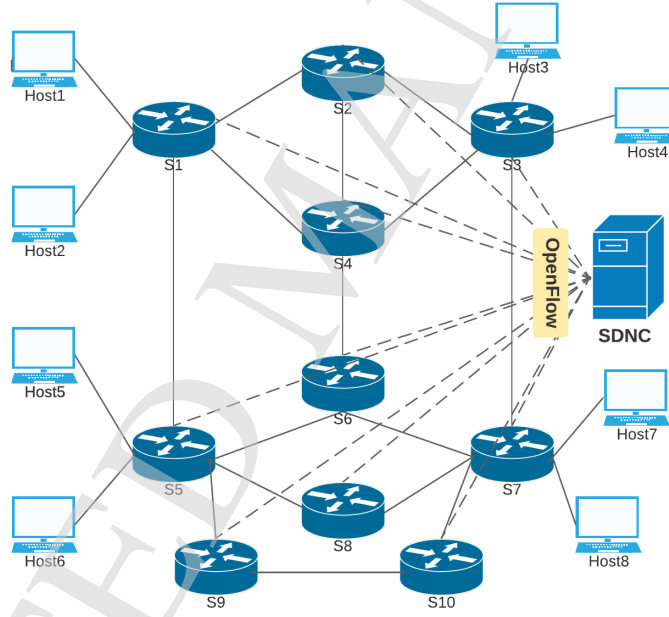 Host3
Host1
S2
S1
S3
Host4
Host2
S4
OpenFlow
SDNC
Host5
S6
Host7
S5
S7
S8
Host6
Host8
S9
S10